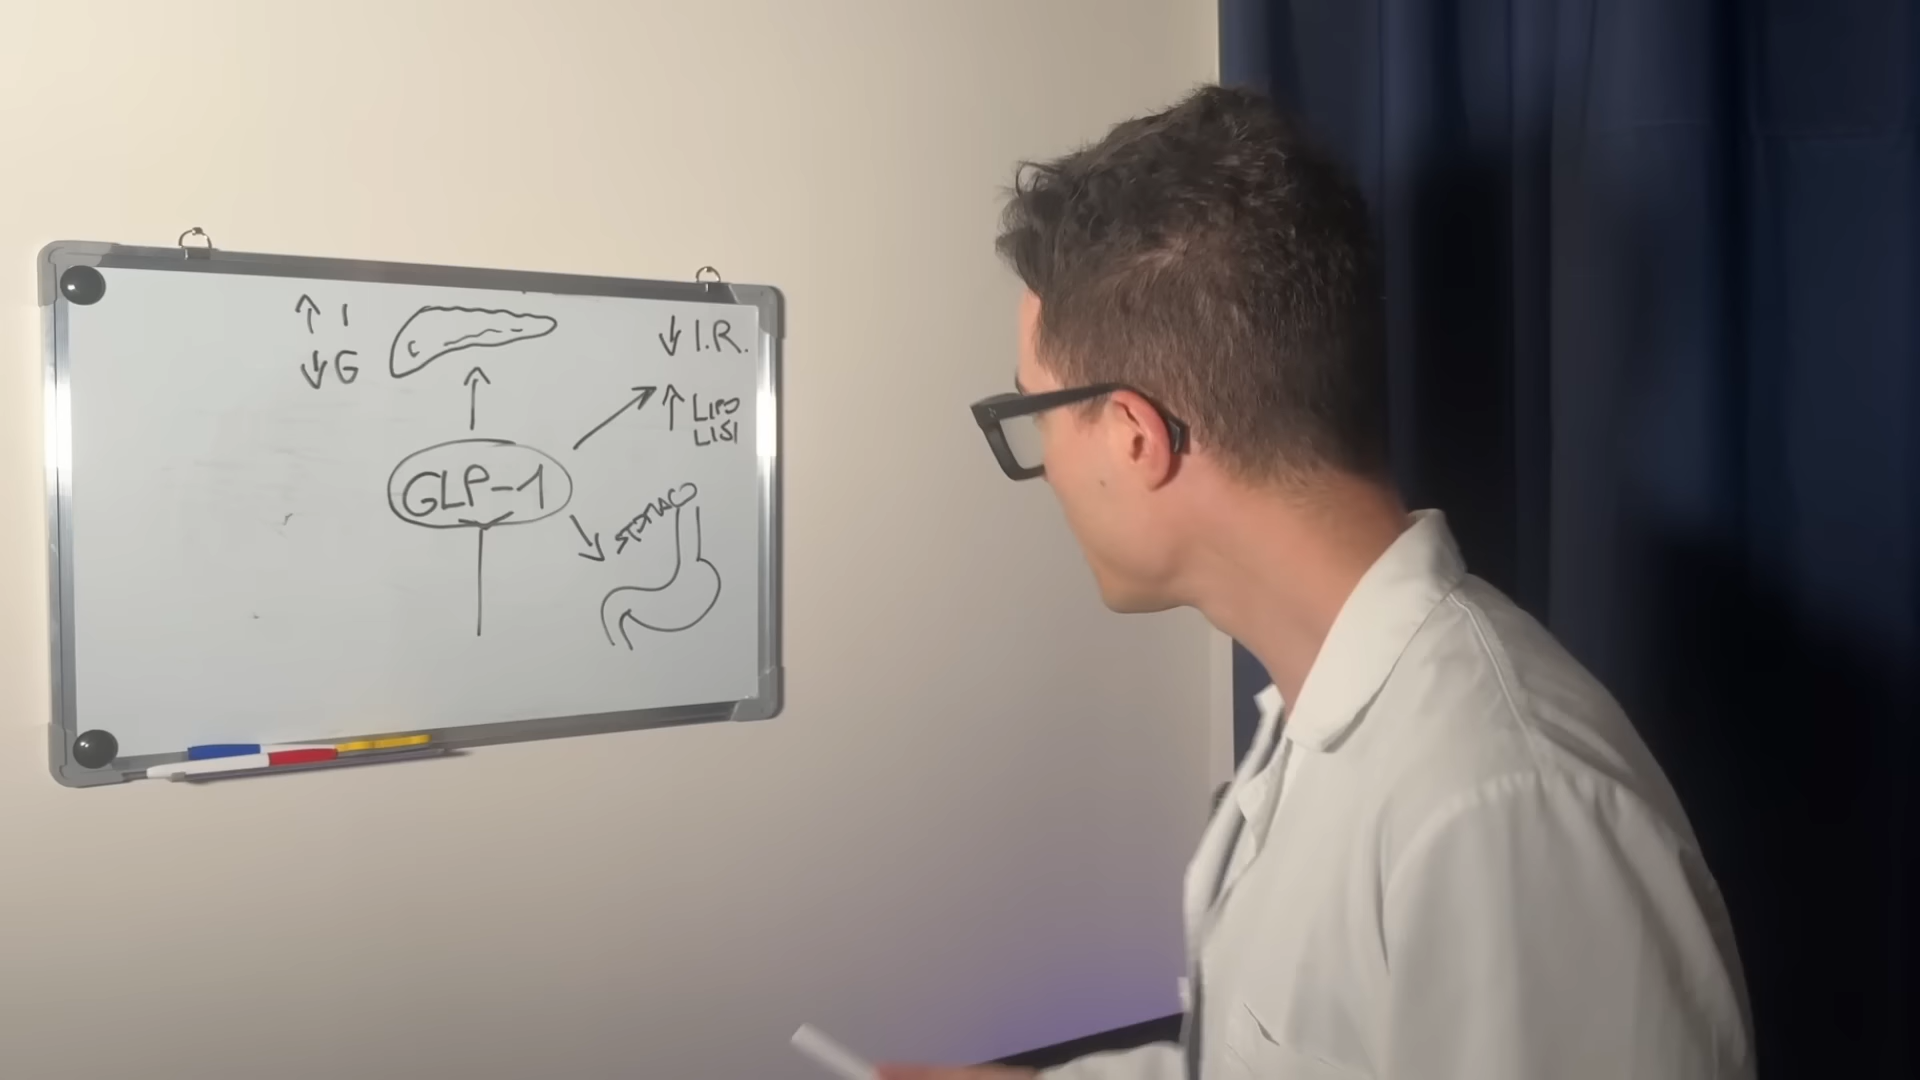 ↑ I
↓ G
↓ I.R.
↑ LIPO
LISI
GLP-1
STOMACO